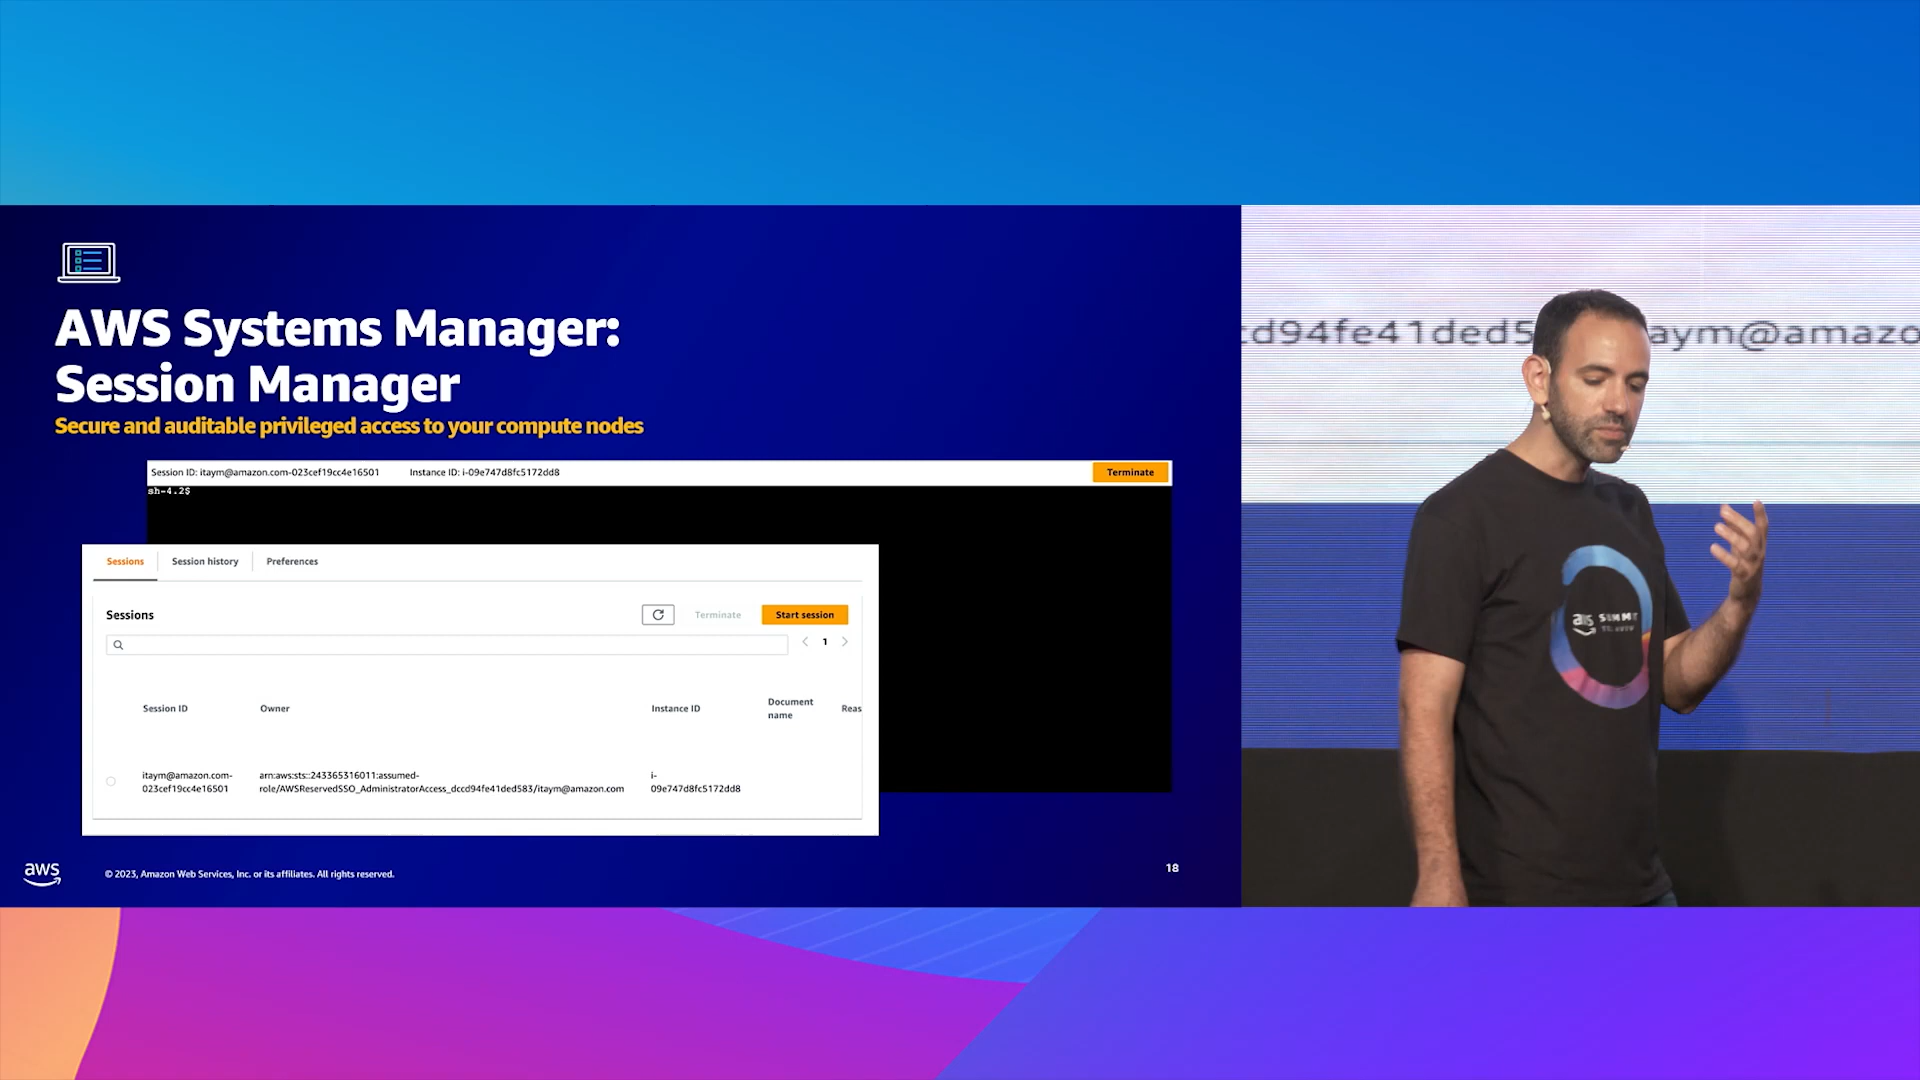 AWS Systems Manager:
Session Manager
Secure and auditable privileged access to your compute nodes
Session ID: itaym@amazon.com-023cef19cc4e16501 Instance ID: i-09e747d8fc5172dd8 Terminate
sh-4.2$
Sessions Session history Preferences
Sessions Terminate Start session
1
Session ID Owner Instance ID Document name Reas
itaym@amazon.com-
023cef19cc4e16501
arn:aws:sts::243365316011:assumed-
role/AWSReservedSSO_AdministratorAccess_dccd94fe41ded583/itaym@amazon.com
i-
09e747d8fc5172dd8
aws
© 2023, Amazon Web Services, Inc. or its affiliates. All rights reserved.
18
cd94fe41ded5 aym@amazo
aws SUMMIT